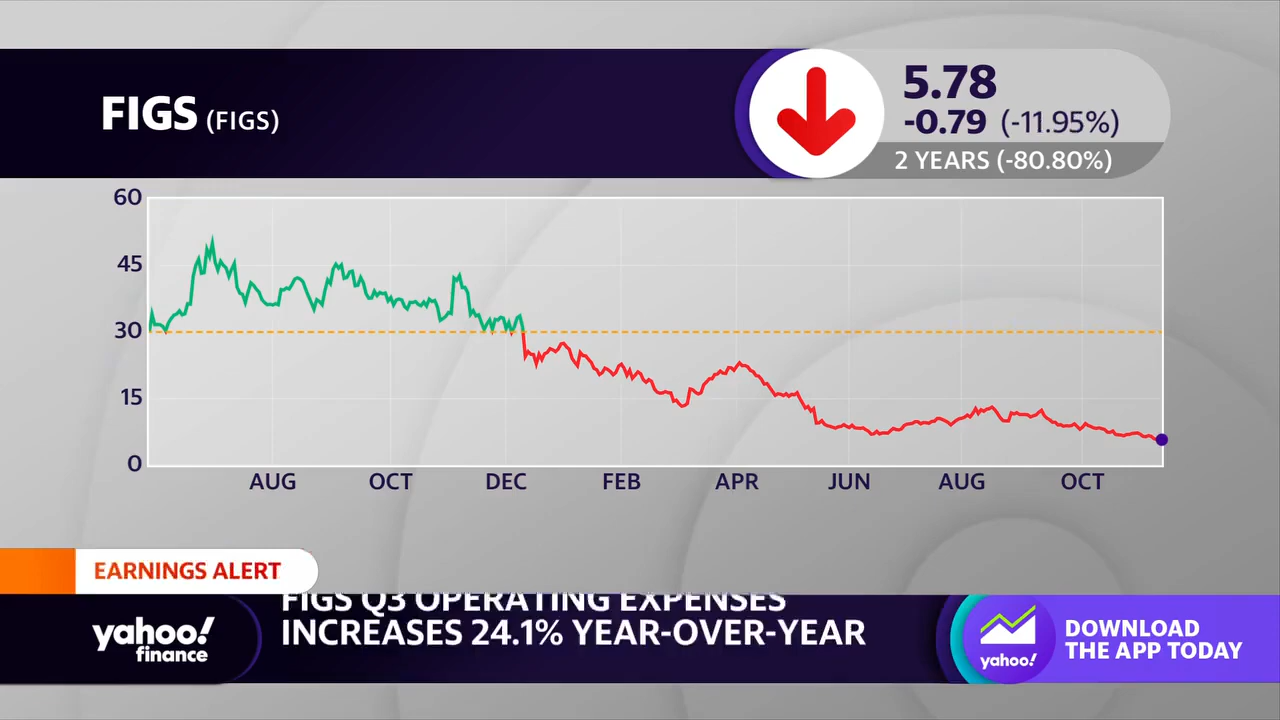 FIGS (FIGS)
5.78
-0.79 (-11.95%)
2 YEARS (-80.80%)
60
45
30
15
0
AUG OCT DEC FEB APR JUN AUG OCT
EARNINGS ALERT
FIGS Q3 OPERATING EXPENSES
INCREASES 24.1% YEAR-OVER-YEAR
yahoo!
finance
yahoo!
DOWNLOAD
THE APP TODAY